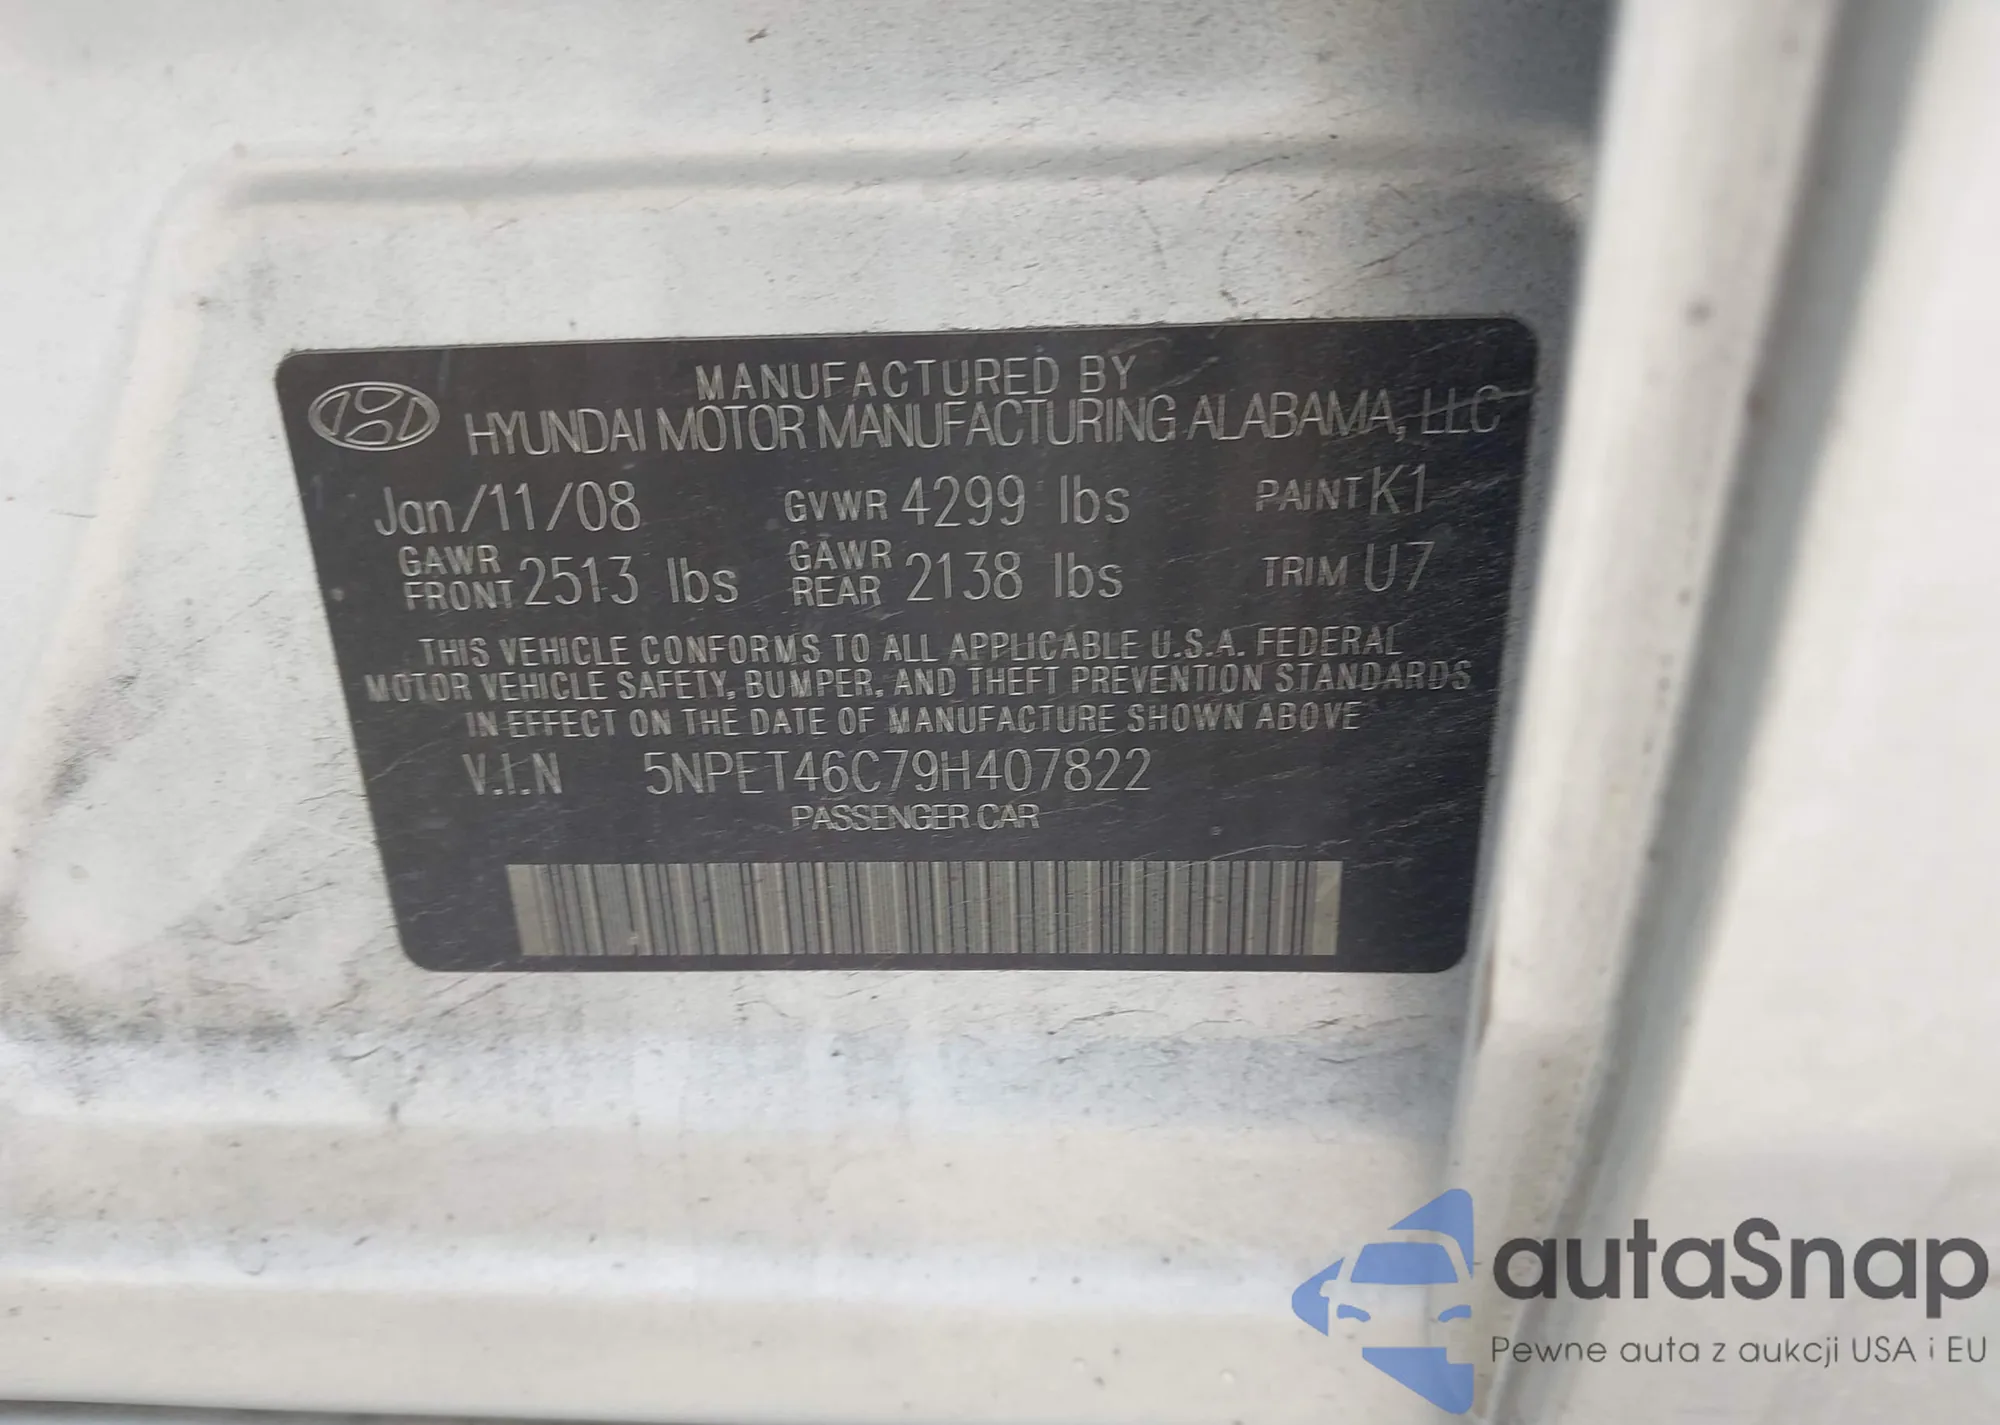 MANUFACTURED BY
HYUNDAI MOTOR MANUFACTURING ALABAMA, LLC
Jan/11/08 GVWR 4299 lbs PAINT K1
GAWR FRONT 2513 lbs GAWR REAR 2138 lbs TRIM U7
THIS VEHICLE CONFORMS TO ALL APPLICABLE U.S.A. FEDERAL
MOTOR VEHICLE SAFETY, BUMPER, AND THEFT PREVENTION STANDARDS
IN EFFECT ON THE DATE OF MANUFACTURE SHOWN ABOVE
V.I.N 5NPET46C79H407822
PASSENGER CAR
autaSnap
Pewne auta z aukcji USA i EU